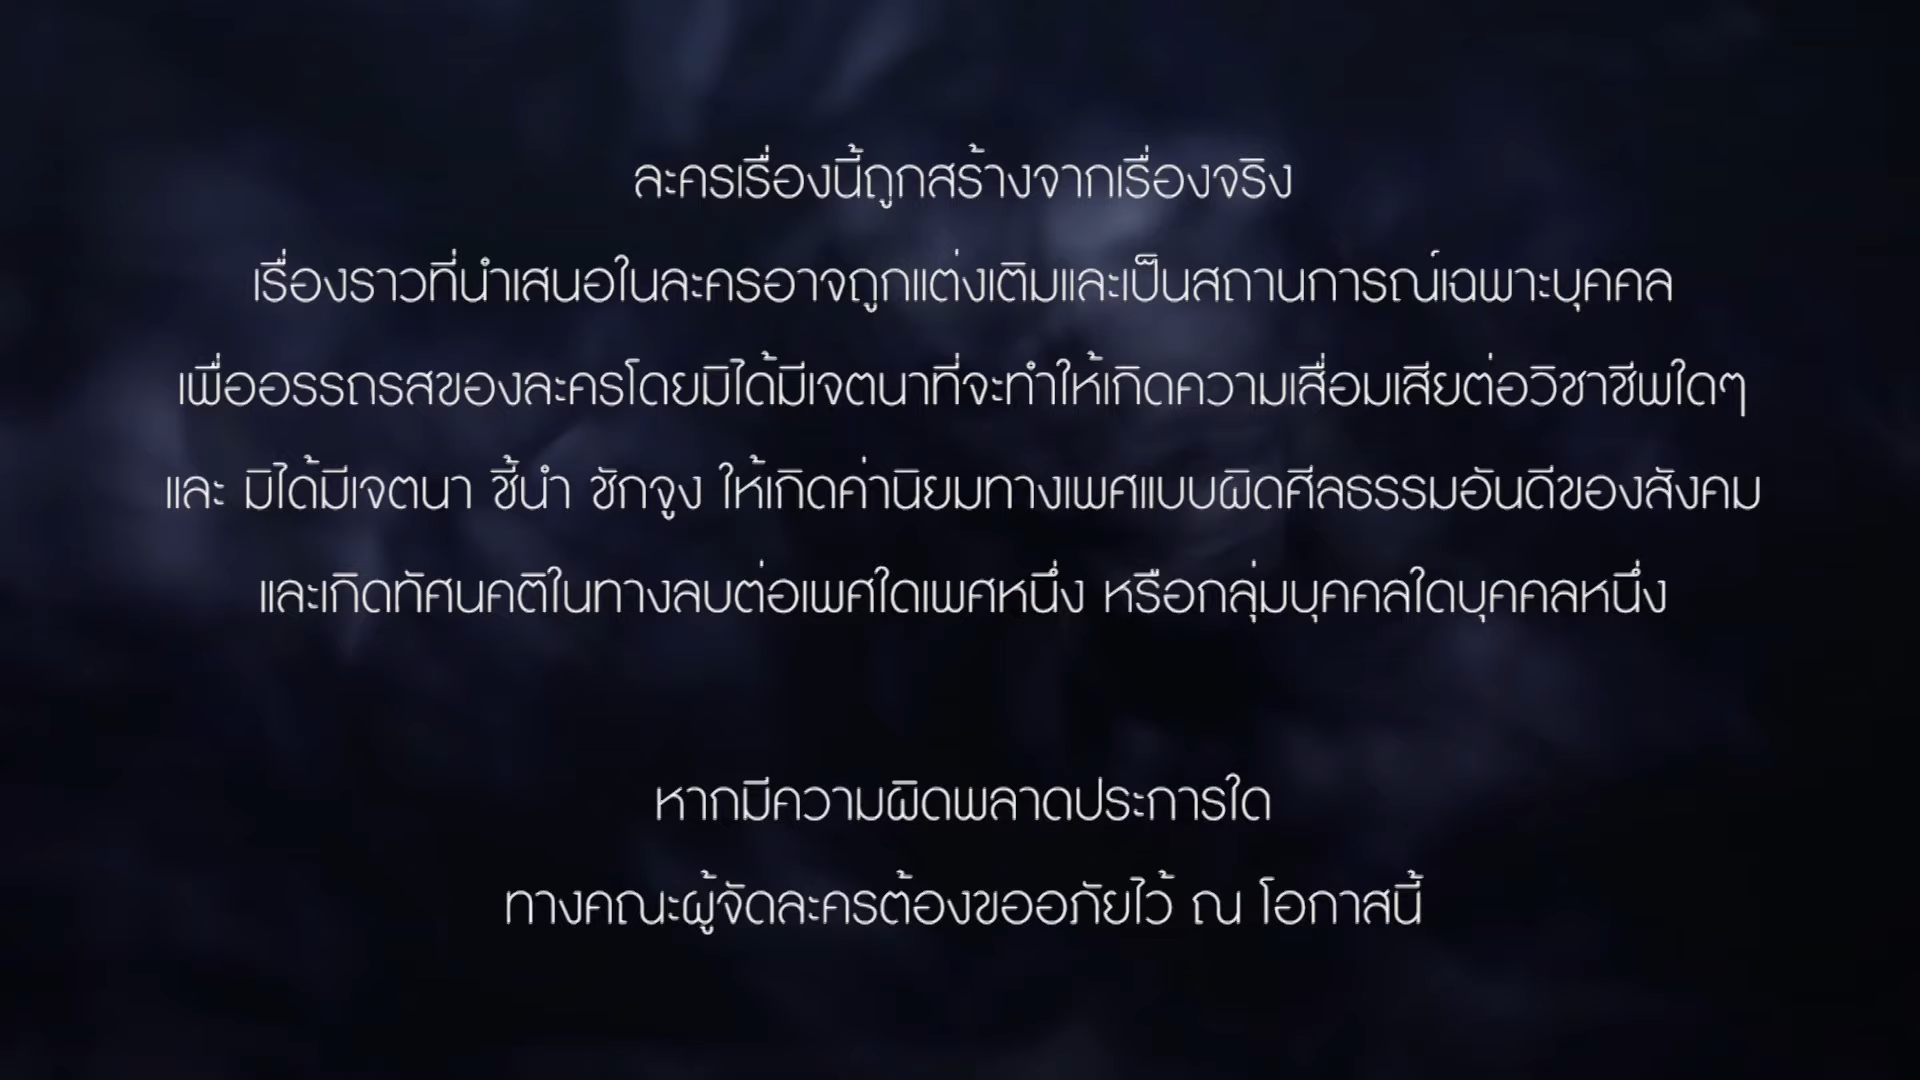 ละครเรื่องนี้ถูกสร้างจากเรื่องจริง
เรื่องราวที่นำเสนอในละครอาจถูกแต่งเติมและเป็นสถานการณ์เฉพาะบุคคล
เพื่ออรรถรสของละครโดยมิได้มีเจตนาที่จะทำให้เกิดความเสื่อมเสียต่อวิชาชีพใดๆ
และ มิได้มีเจตนา ชี้นำ ชักจูง ให้เกิดค่านิยมทางเพศแบบผิดศีลธรรมอันดีของสังคม
และเกิดทัศนคติในทางลบต่อเพศใดเพศหนึ่ง หรือกลุ่มบุคคลใดบุคคลหนึ่ง
หากมีความผิดพลาดประการใด
ทางคณะผู้จัดละครต้องขออภัยไว้ ณ โอกาสนี้